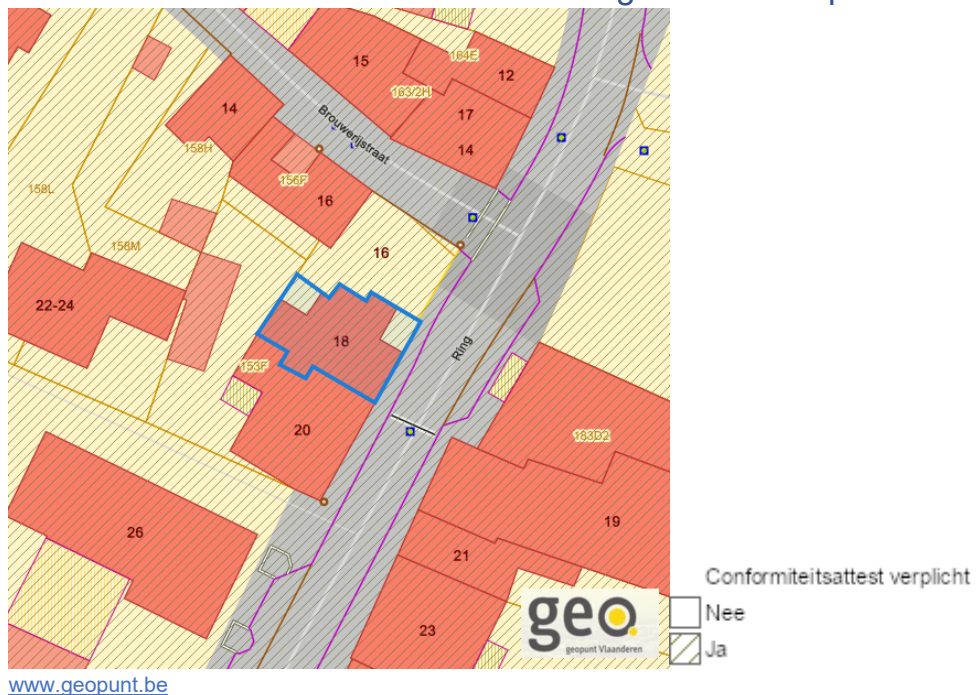 15
164E
12
163/2H
17
14
14
Brouwerijstraat
158H
156F
16
158L
158M
16
22-24
18
Ring
153F
20
183D2
26
19
21
23
geo.
geopunt Vlaanderen
Conformiteitsattest verplicht
Nee
Ja
www.geopunt.be